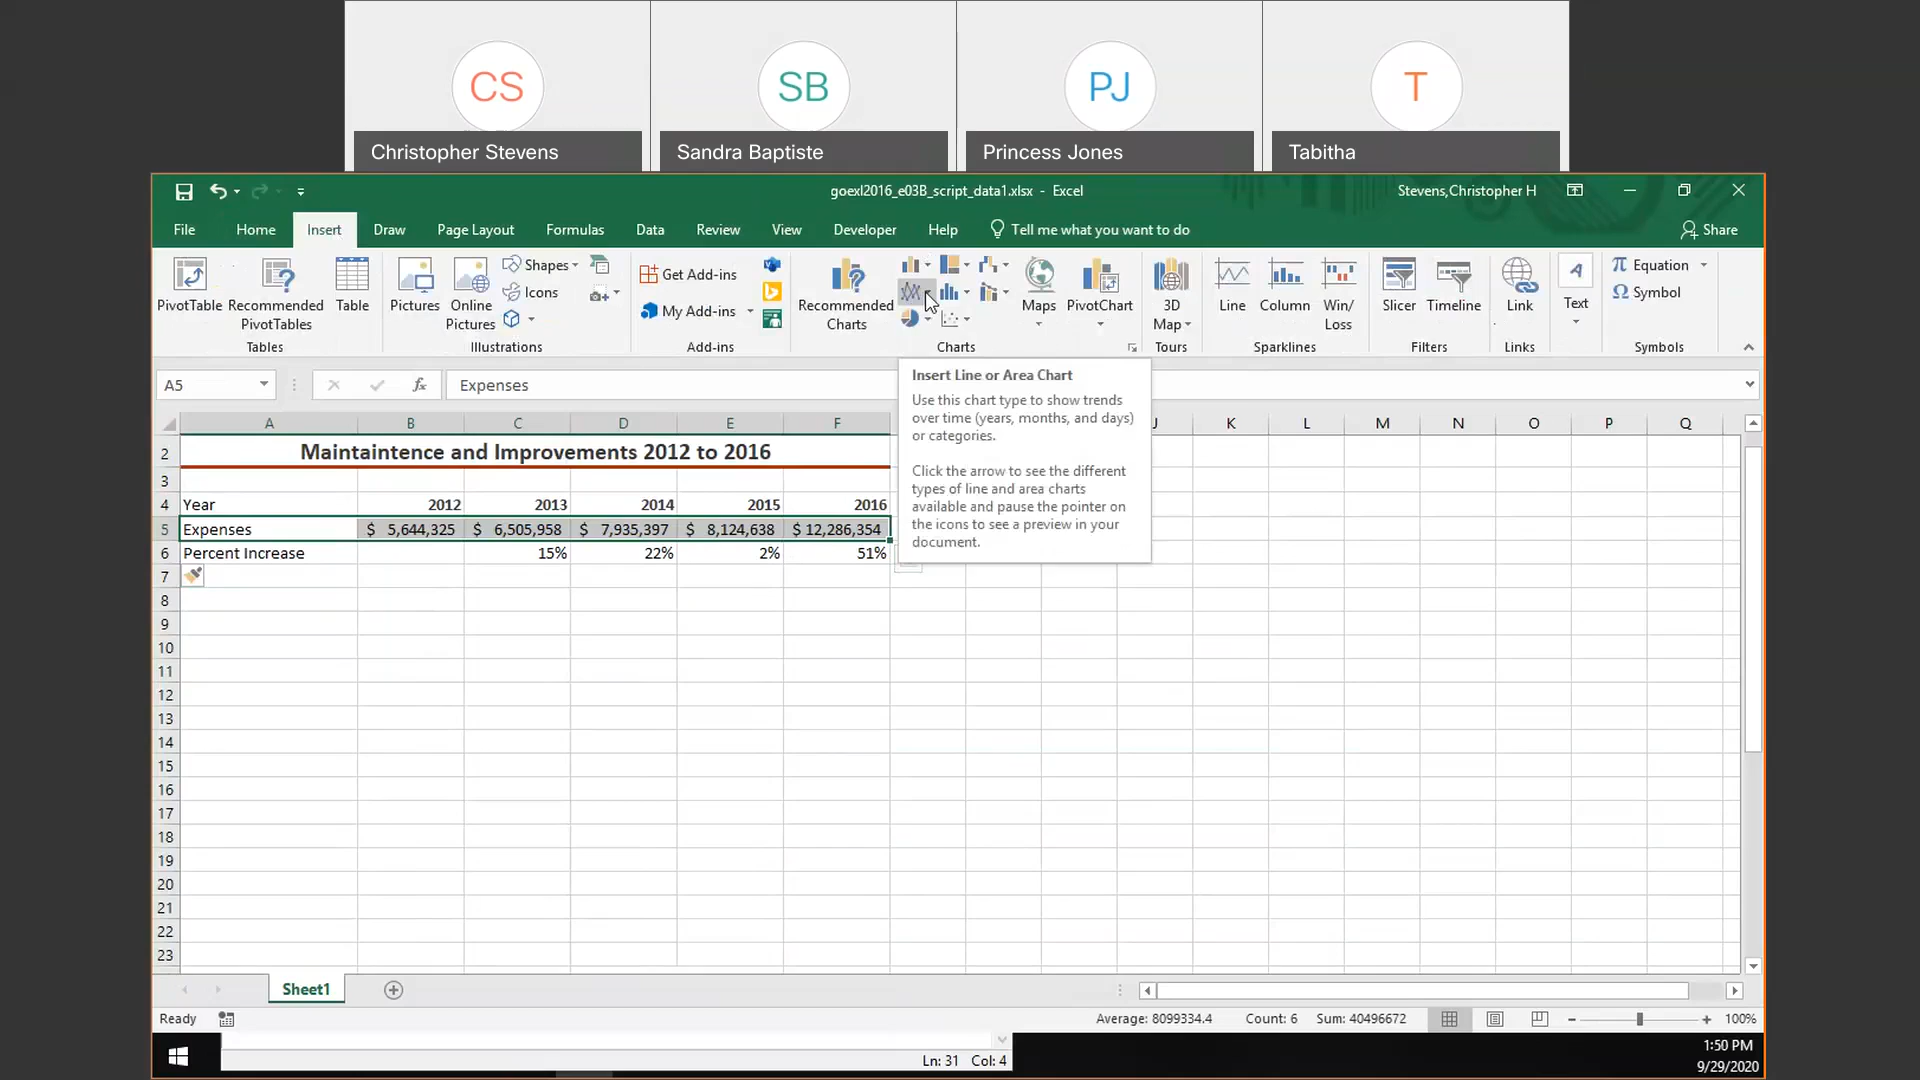 CS
SB
PJ
T
Christopher Stevens
Sandra Baptiste
Princess Jones
Tabitha
goexl2016_e03B_script_data1.xlsx - Excel
Stevens,Christopher H
File Home Insert Draw Page Layout Formulas Data Review View Developer Help Tell me what you want to do Share
PivotTable
Recommended
PivotTables
Table
Tables
Pictures
Online
Pictures
Shapes
Icons
Illustrations
Get Add-ins
My Add-ins
Add-ins
Recommended
Charts
Maps
PivotChart
Charts
3D
Map
Tours
Line
Column
Win/
Loss
Sparklines
Slicer
Timeline
Filters
Link
Links
A
Text
π Equation
Ω Symbol
Symbols
A5
fx
Expenses
Insert Line or Area Chart
Use this chart type to show trends
over time (years, months, and days)
or categories.
Click the arrow to see the different
types of line and area charts
available and pause the pointer on
the icons to see a preview in your
document.
A B C D E F J K L M N O P Q
2 Maintaintence and Improvements 2012 to 2016
3
4 Year 2012 2013 2014 2015 2016
5 Expenses $ 5,644,325 $ 6,505,958 $ 7,935,397 $ 8,124,638 $ 12,286,354
6 Percent Increase 15% 22% 2% 51%
7
8
9
10
11
12
13
14
15
16
17
18
19
20
21
22
23
Sheet1
Ready
Average: 8099334.4 Count: 6 Sum: 40496672
100%
Ln: 31 Col: 4
1:50 PM
9/29/2020